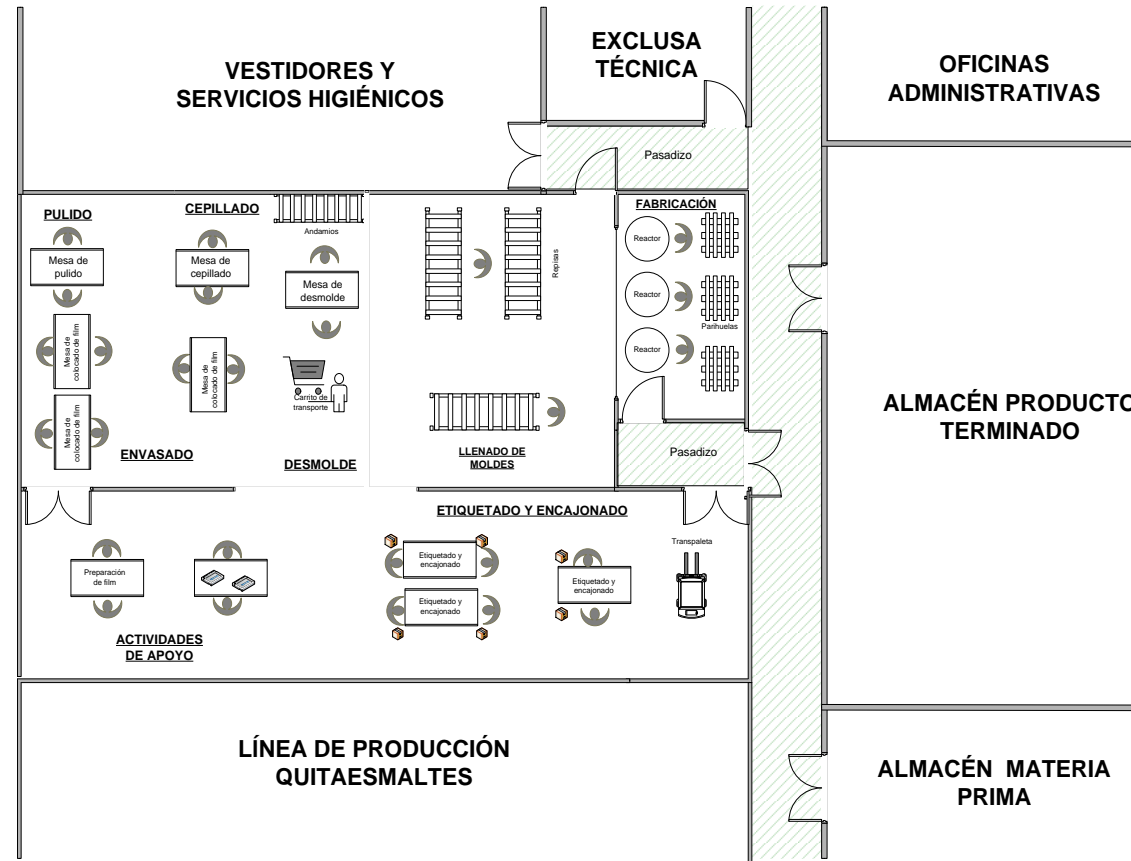 VESTIDORES Y
SERVICIOS HIGIÉNICOS
EXCLUSA
TÉCNICA
OFICINAS
ADMINISTRATIVAS
Pasadizo
PULIDO
CEPILLADO
Andamios
FABRICACIÓN
Mesa de
pulido
Mesa de
cepillado
Mesa de
desmolde
Repisas
Reactor
Reactor
Reactor
Parihuelas
Mesa de
colocado de film
Mesa de
colocado de film
Mesa de
colocado de film
Carrito de
transporte
ENVASADO
DESMOLDE
LLENADO DE
MOLDES
Pasadizo
ALMACÉN PRODUCTO
TERMINADO
ETIQUETADO Y ENCAJONADO
Transpaleta
Preparación
de film
Etiquetado y
encajonado
Etiquetado y
encajonado
Etiquetado y
encajonado
ACTIVIDADES
DE APOYO
LÍNEA DE PRODUCCIÓN
QUITAESMALTES
ALMACÉN MATERIA
PRIMA